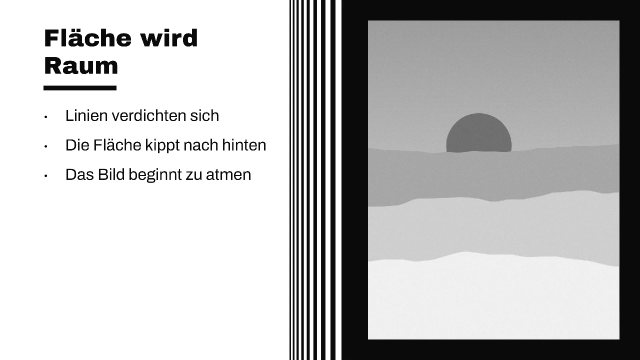 Fläche wird
Raum
· Linien verdichten sich
· Die Fläche kippt nach hinten
· Das Bild beginnt zu atmen